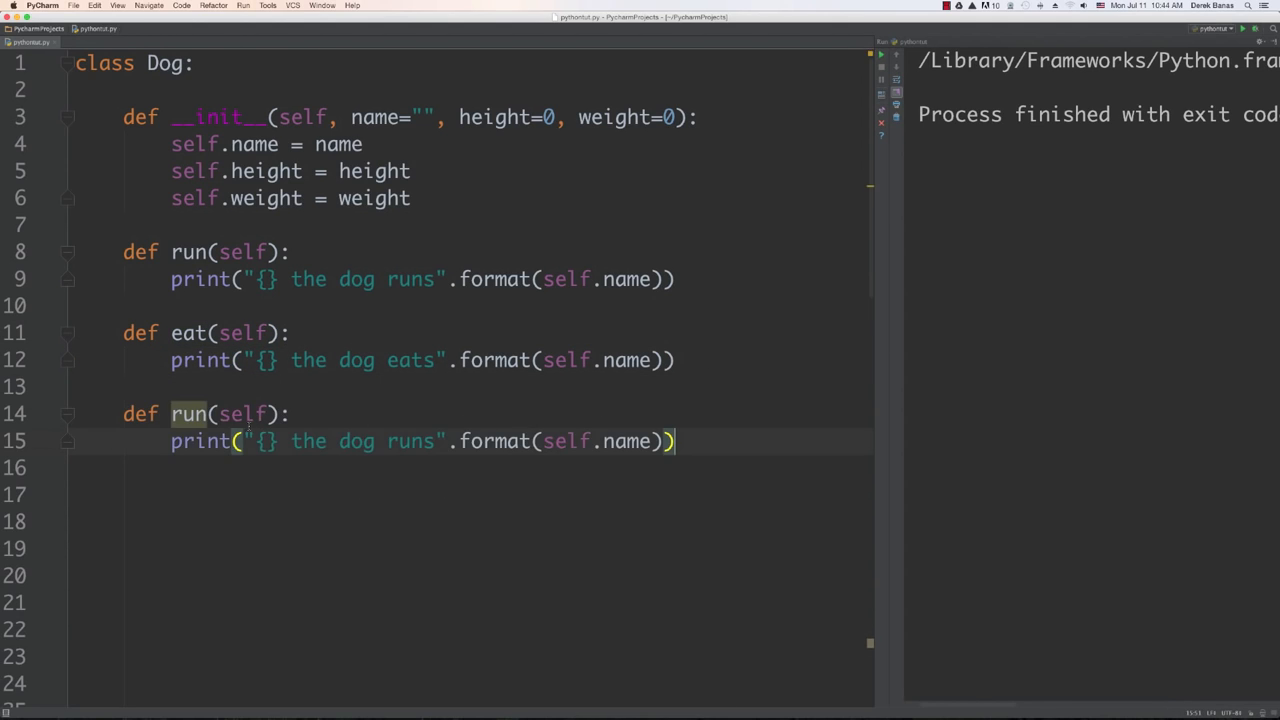 PyCharm File Edit View Navigate Code Refactor Run Tools VCS Window Help
10 Mon Jul 11 10:44 AM Derek Banas
pythontut.py - PycharmProjects - [~/PycharmProjects]
PycharmProjects pythontut.py
pythontut
pythontut.py
Run: pythontut
1 class Dog:
2
3 def __init__(self, name="", height=0, weight=0):
4 self.name = name
5 self.height = height
6 self.weight = weight
7
8 def run(self):
9 print("{} the dog runs".format(self.name))
10
11 def eat(self):
12 print("{} the dog eats".format(self.name))
13
14 def run(self):
15 print("{} the dog runs".format(self.name))
16
17
18
19
20
21
22
23
24
/Library/Frameworks/Python.fra
Process finished with exit cod
15:51 LF÷ UTF-8÷